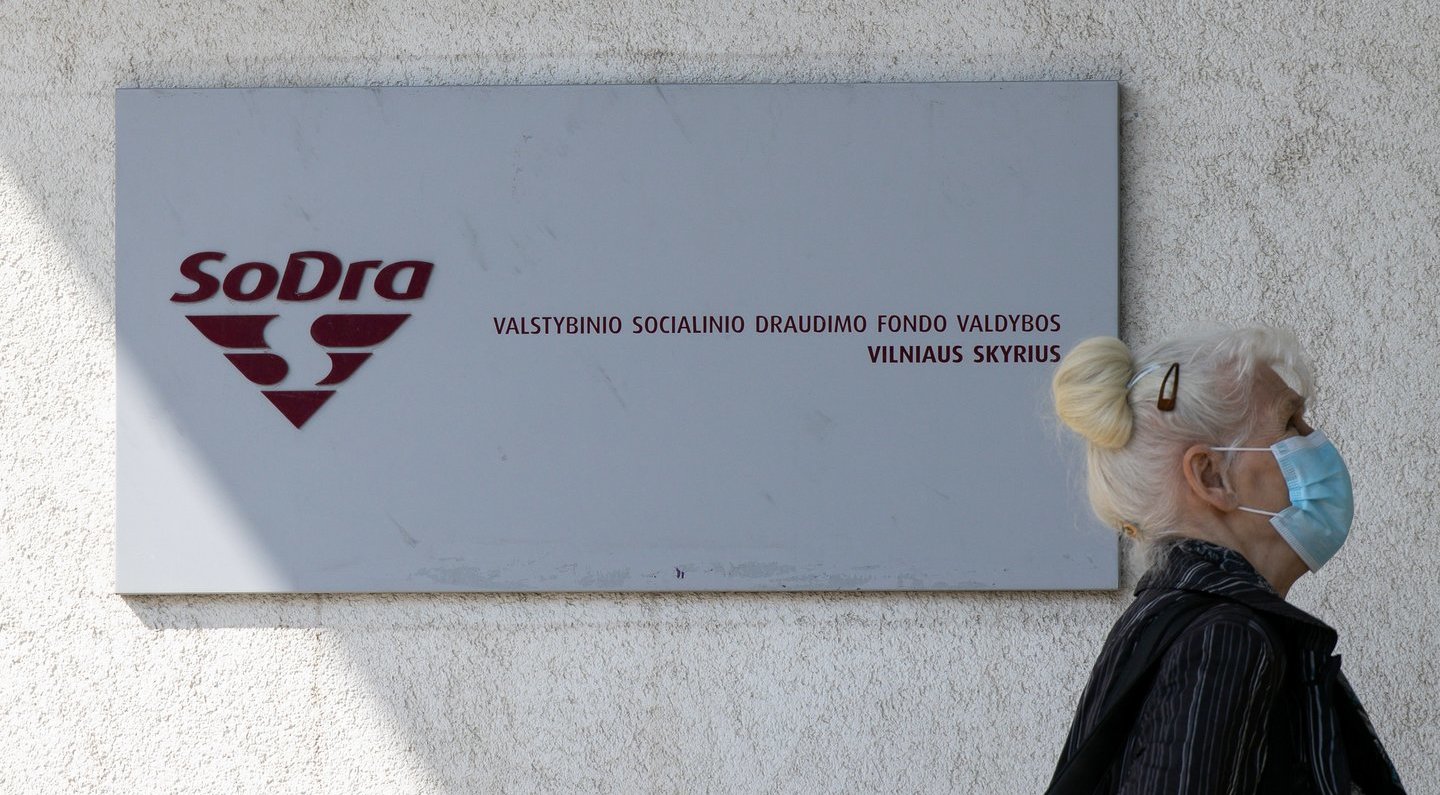 SoDra
VALSTYBINIO SOCIALINIO DRAUDIMO FONDO VALDYBOS
VILNIAUS SKYRIUS